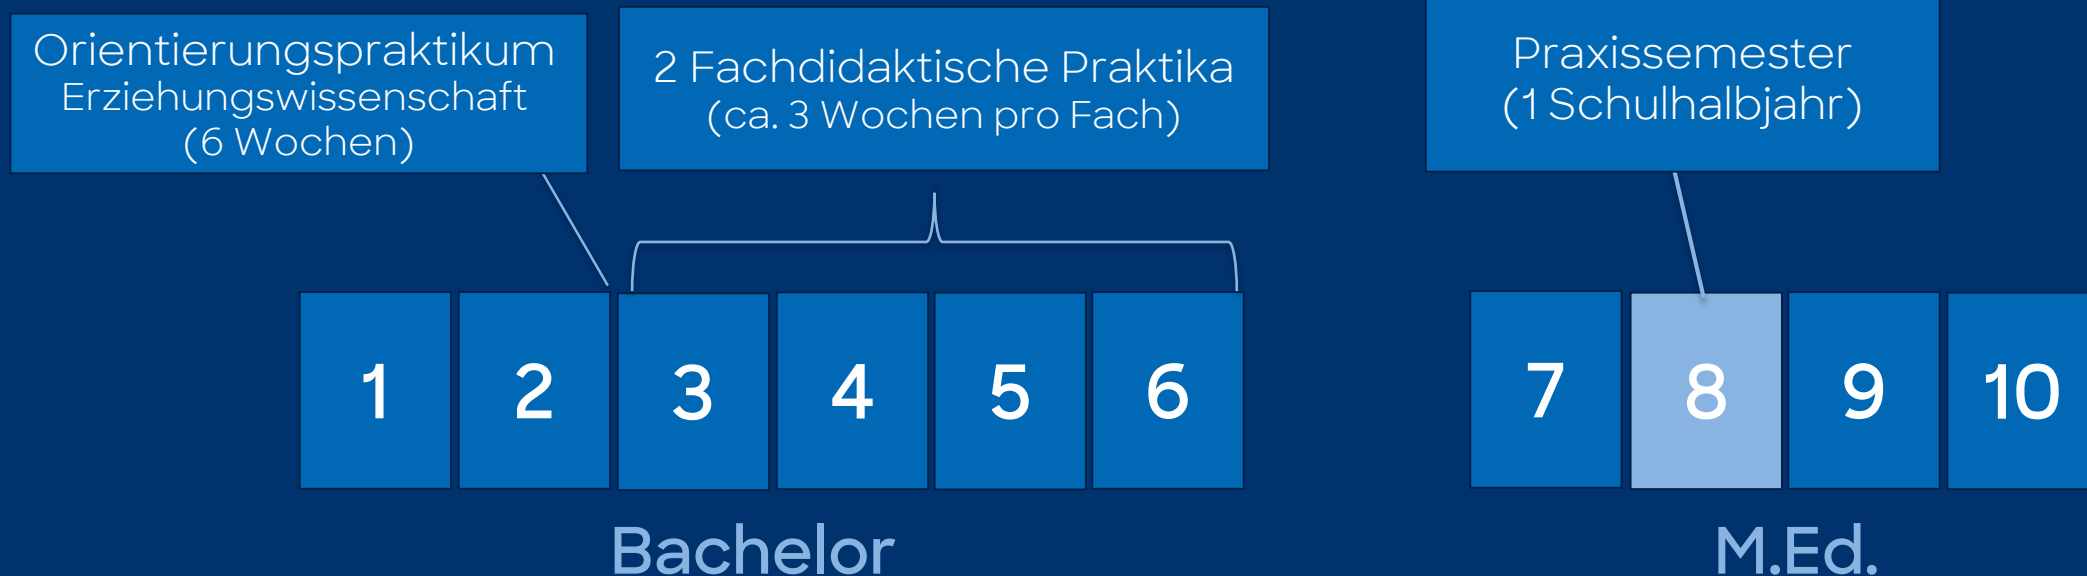 Orientierungspraktikum
Erziehungswissenschaft
(6 Wochen)
2 Fachdidaktische Praktika
(ca. 3 Wochen pro Fach)
Praxissemester
(1 Schulhalbjahr)
1 2 3 4 5 6 7 8 9 10
Bachelor
M.Ed.